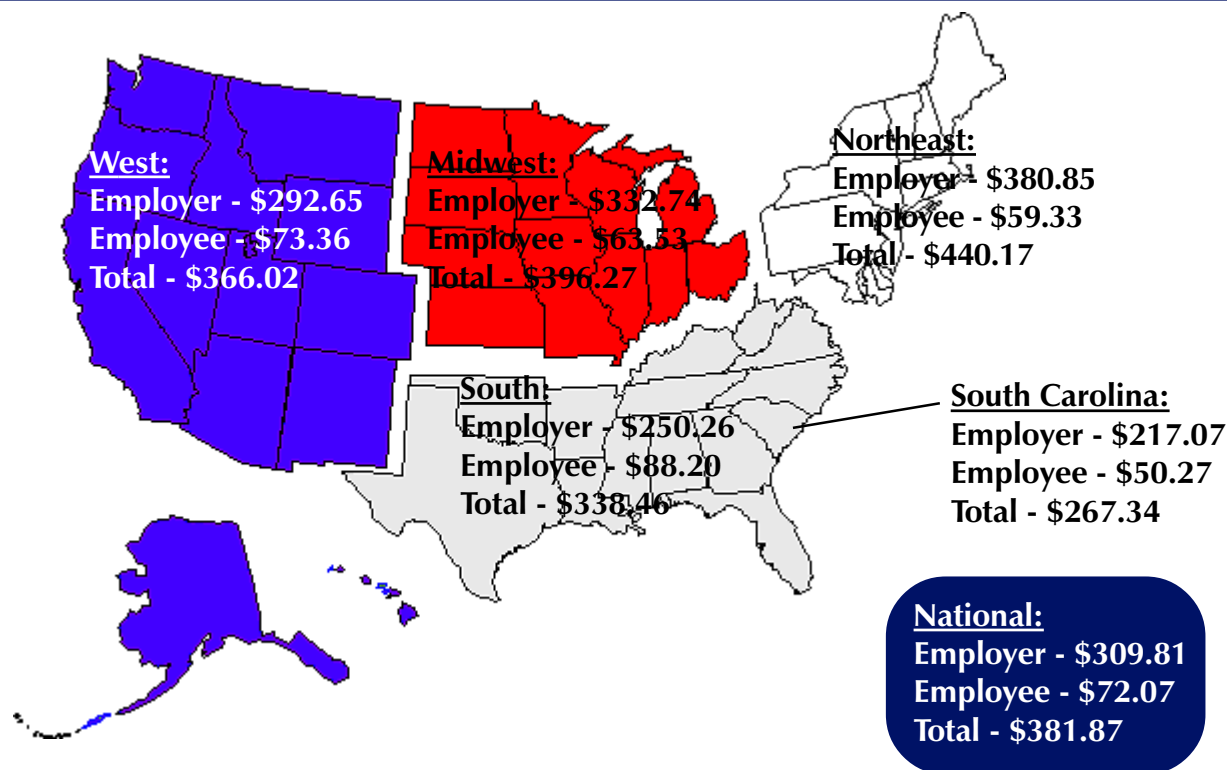 West:
Employer - $292.65
Employee - $73.36
Total - $366.02
Midwest:
Employer - $332.74
Employee - $63.53
Total - $396.27
Northeast:
Employer - $380.85
Employee - $59.33
Total - $440.17
South:
Employer - $250.26
Employee - $88.20
Total - $338.46
South Carolina:
Employer - $217.07
Employee - $50.27
Total - $267.34
National:
Employer - $309.81
Employee - $72.07
Total - $381.87